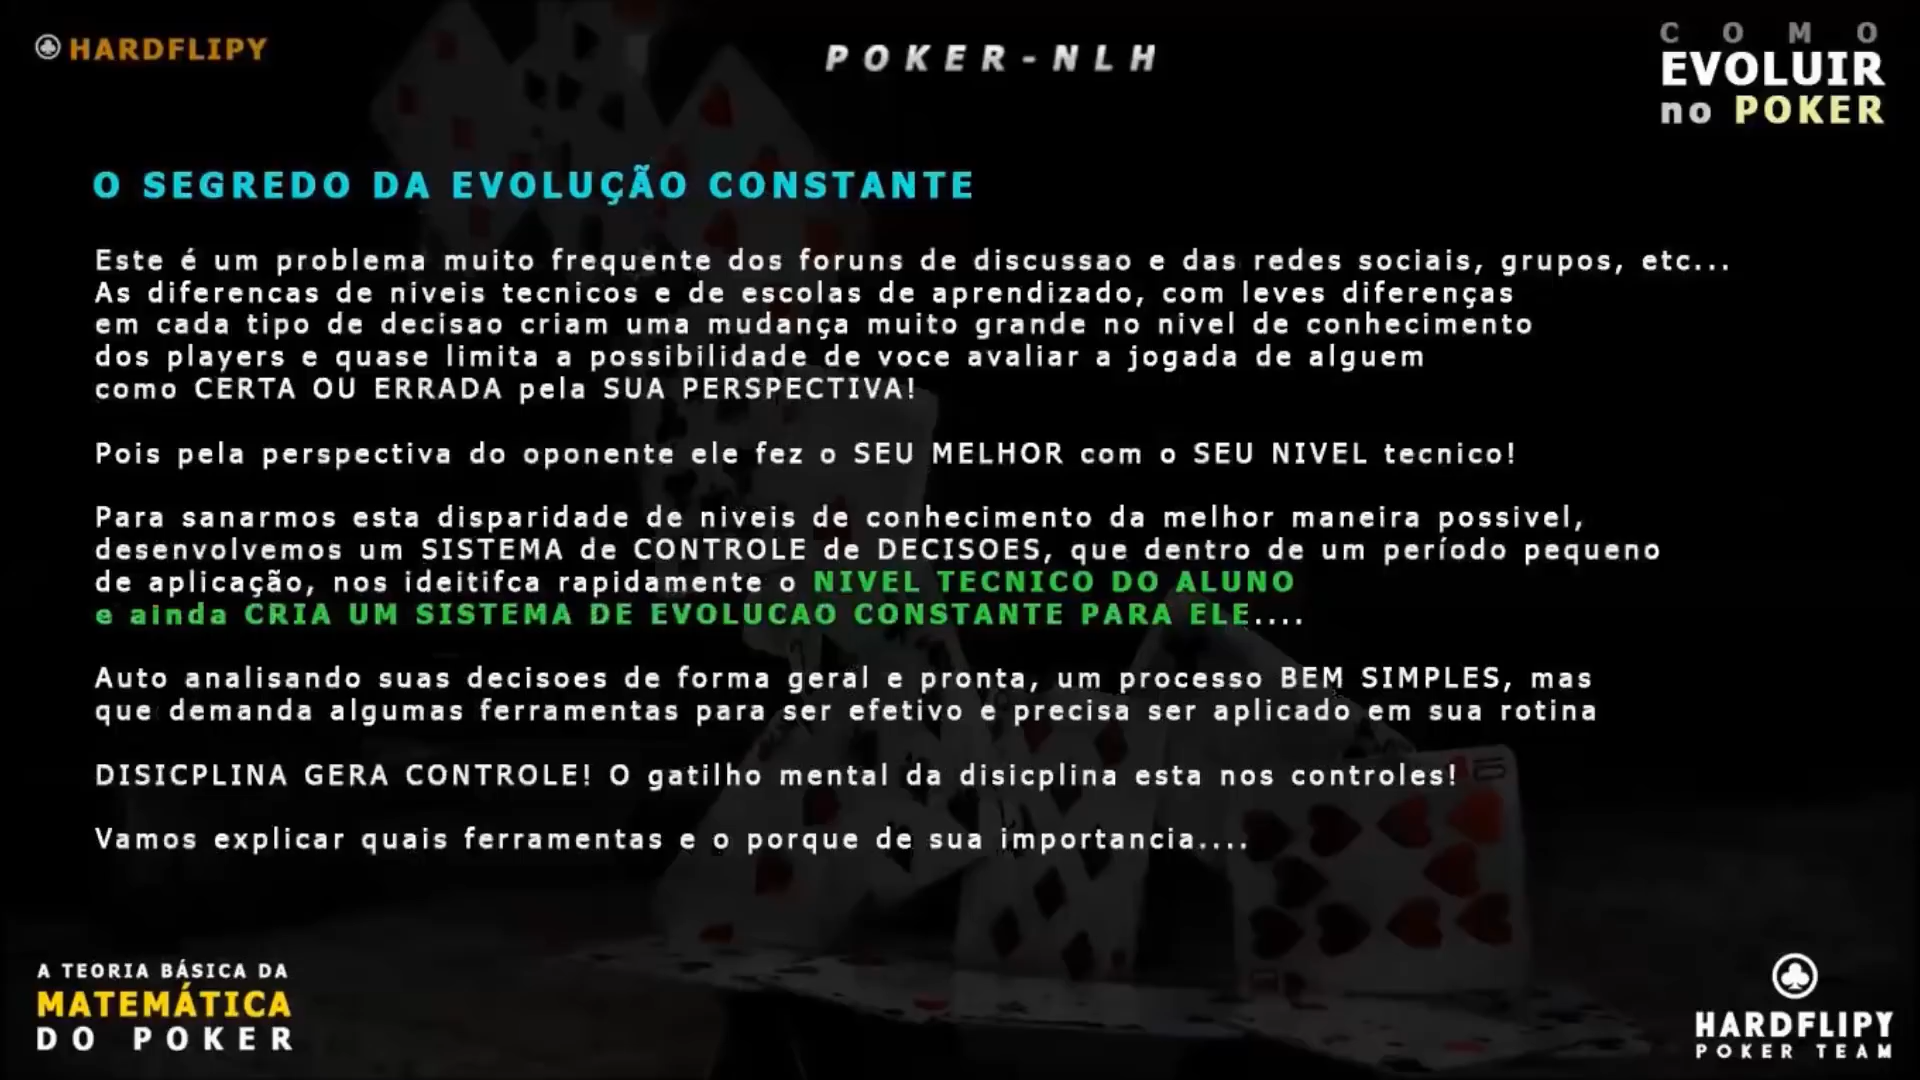 HARDFLIPY
POKER-NLH
COMO
EVOLUIR
no POKER
O SEGREDO DA EVOLUÇÃO CONSTANTE
Este é um problema muito frequente dos foruns de discussao e das redes sociais, grupos, etc...
As diferencas de niveis tecnicos e de escolas de aprendizado, com leves diferenças
em cada tipo de decisao criam uma mudança muito grande no nivel de conhecimento
dos players e quase limita a possibilidade de voce avaliar a jogada de alguem
como CERTA OU ERRADA pela SUA PERSPECTIVA!
Pois pela perspectiva do oponente ele fez o SEU MELHOR com o SEU NIVEL tecnico!
Para sanarmos esta disparidade de niveis de conhecimento da melhor maneira possivel,
desenvolvemos um SISTEMA de CONTROLE de DECISOES, que dentro de um período pequeno
de aplicação, nos ideitifca rapidamente o NIVEL TECNICO DO ALUNO
e ainda CRIA UM SISTEMA DE EVOLUCAO CONSTANTE PARA ELE....
Auto analisando suas decisoes de forma geral e pronta, um processo BEM SIMPLES, mas
que demanda algumas ferramentas para ser efetivo e precisa ser aplicado em sua rotina
DISICPLINA GERA CONTROLE! O gatilho mental da disicplina esta nos controles!
Vamos explicar quais ferramentas e o porque de sua importancia....
A TEORIA BÁSICA DA
MATEMÁTICA
DO POKER
HARDFLIPY
POKER TEAM